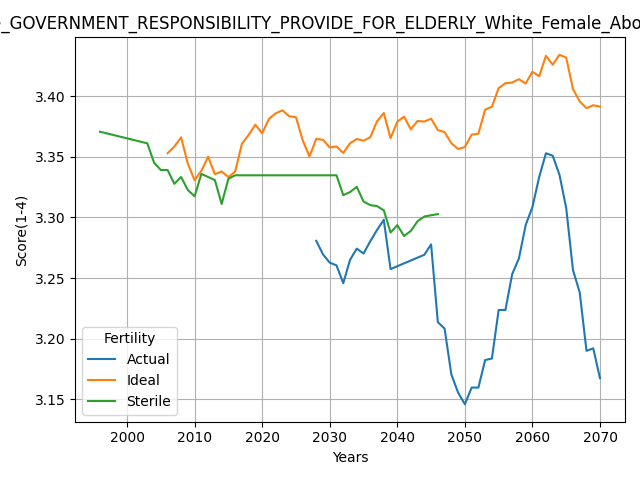 _GOVERNMENT_RESPONSIBILITY_PROVIDE_FOR_ELDERLY_White_Female_Abo
3.40
3.35
3.30
3.25
3.20
3.15
Score(1-4)
Fertility
Actual
Ideal
Sterile
2000 2010 2020 2030 2040 2050 2060 2070
Years